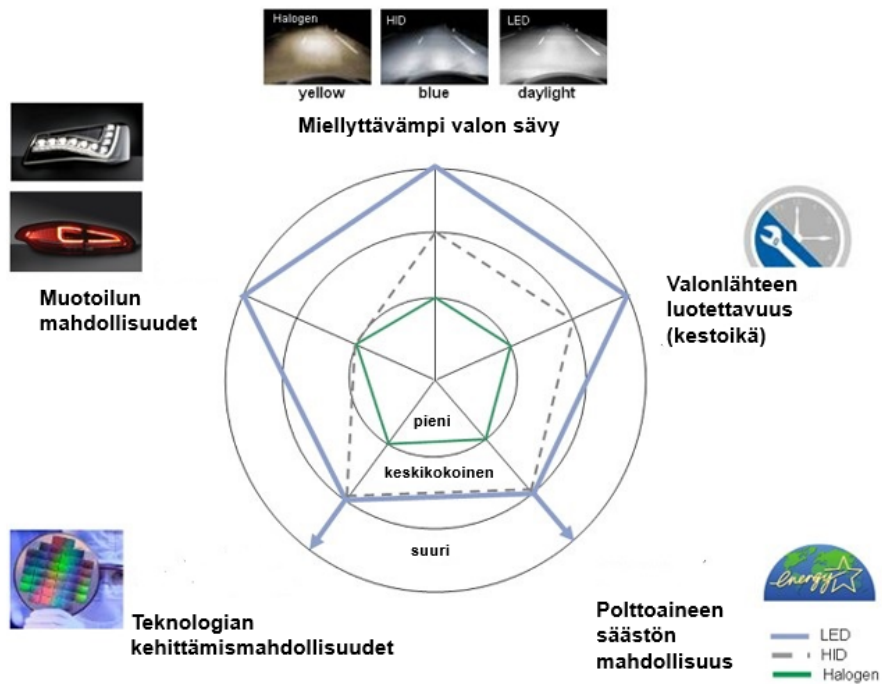 Halogen
HID
LED
yellow
blue
daylight
Miellyttävämpi valon sävy
Muotoilun
mahdollisuudet
Valonlähteen
luotettavuus
(kestoikä)
pieni
keskikokoinen
suuri
Teknologian
kehittämismahdollisuudet
Polttoaineen
säästön
mahdollisuus
energy
LED
HID
Halogen